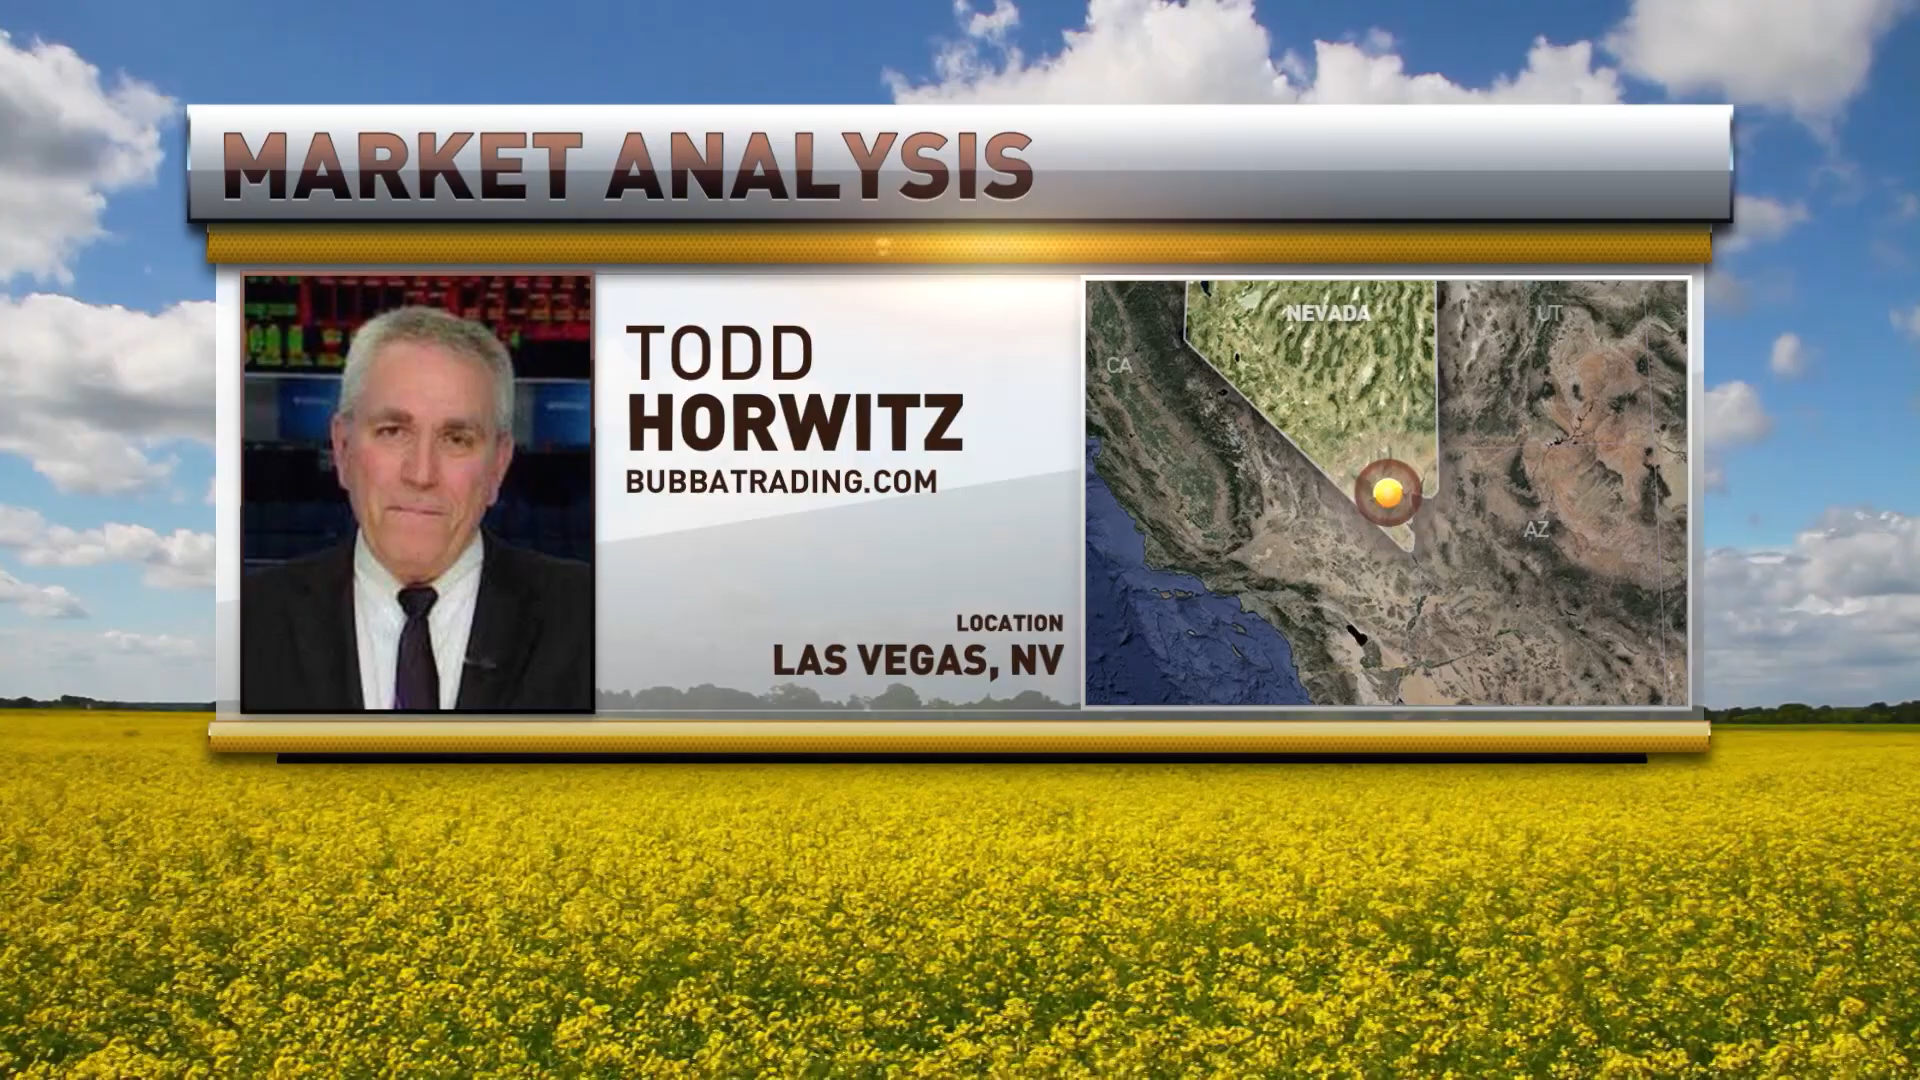 MARKET ANALYSIS
TODD
HORWITZ
BUBBATRADING.COM
LOCATION
LAS VEGAS, NV
NEVADA
UT
CA
AZ